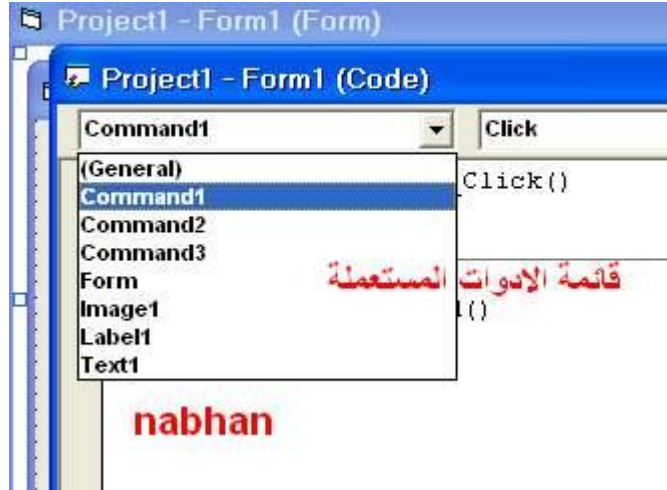 Project1 - Form1 (Form)
Project1 - Form1 (Code)
Command1
Click
(General)
Command1
Command2
Command3
Form
Image1
Label1
Text1
_Click()
قائمة الادوات المستعملة
()
nabhan